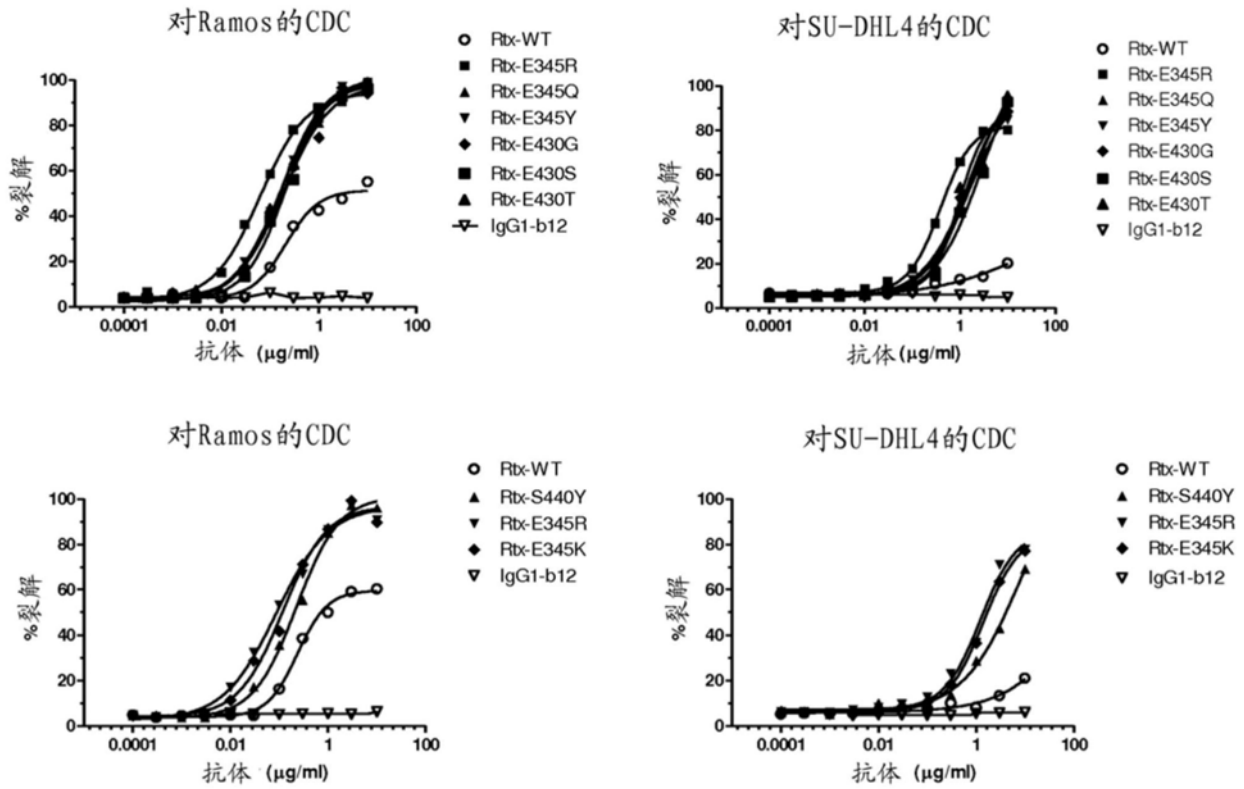 对Ramos的CDC
Rtx-WT
Rtx-E345R
Rtx-E345Q
Rtx-E345Y
Rtx-E430G
Rtx-E430S
Rtx-E430T
IgG1-b12
%裂解
100
80
60
40
20
0
0.0001
0.01
1
100
抗体 (µg/ml)
对SU-DHL4的CDC
Rtx-WT
Rtx-E345R
Rtx-E345Q
Rtx-E345Y
Rtx-E430G
Rtx-E430S
Rtx-E430T
IgG1-b12
%裂解
100
80
60
40
20
0
0.0001
0.01
1
100
抗体 (µg/ml)
对Ramos的CDC
Rtx-WT
Rtx-S440Y
Rtx-E345R
Rtx-E345K
IgG1-b12
%裂解
100
80
60
40
20
0
0.0001
0.01
1
100
抗体 (µg/ml)
对SU-DHL4的CDC
Rtx-WT
Rtx-S440Y
Rtx-E345R
Rtx-E345K
IgG1-b12
%裂解
100
80
60
40
20
0
0.0001
0.01
1
100
抗体 (µg/ml)